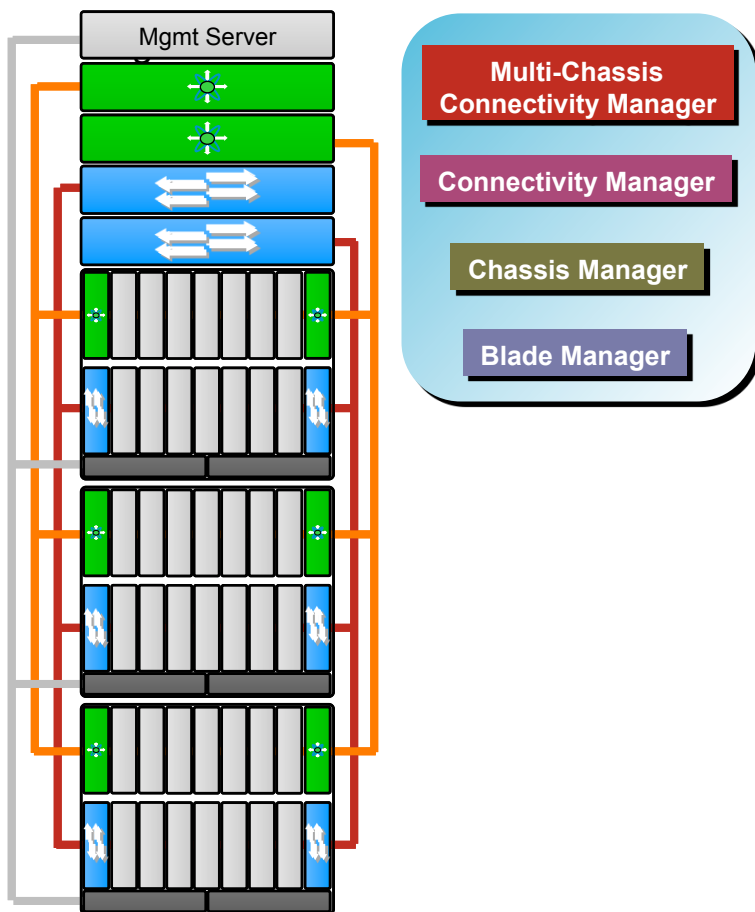 Mgmt Server
Multi-Chassis
Connectivity Manager
Connectivity Manager
Chassis Manager
Blade Manager